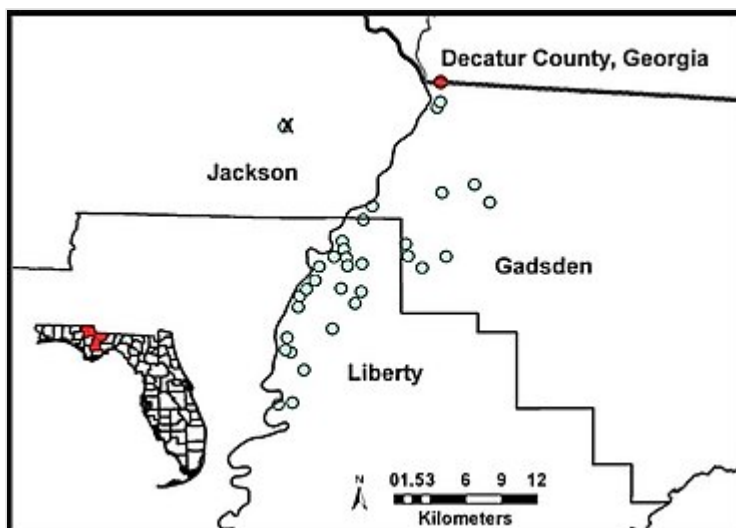 Decatur County, Georgia
X
Jackson
Gadsden
Liberty
N
01.53 6 9 12
Kilometers